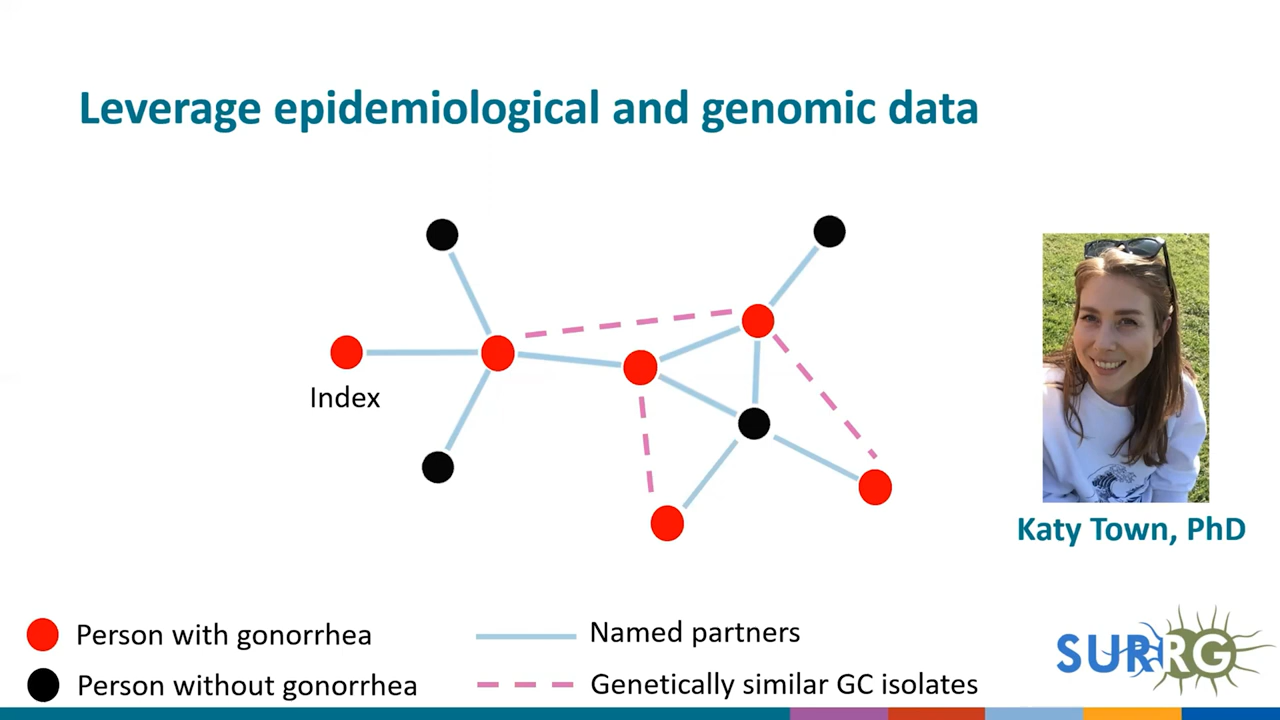 Leverage epidemiological and genomic data
Index
Katy Town, PhD
Person with gonorrhea
Named partners
Person without gonorrhea
Genetically similar GC isolates
SURRG